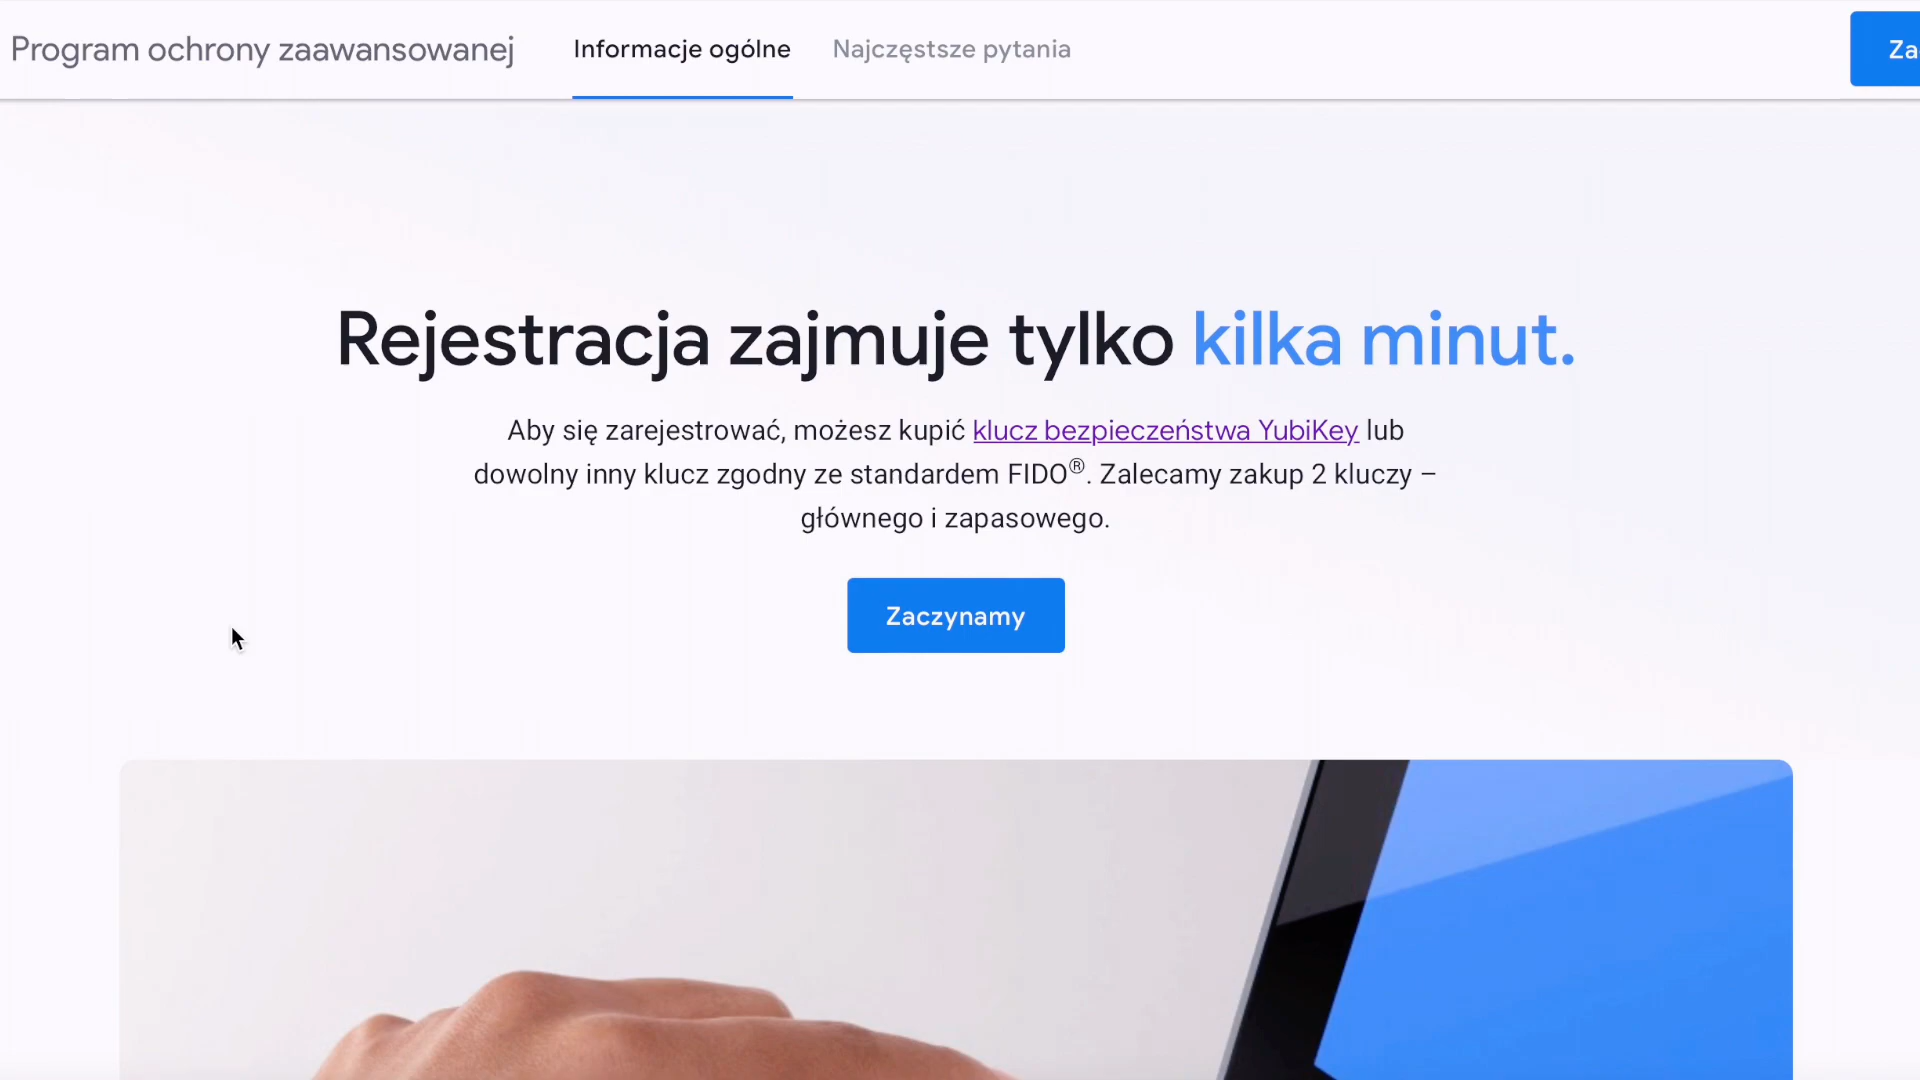 Program ochrony zaawansowanej
Informacje ogólne
Najczęstsze pytania
Za
Rejestracja zajmuje tylko kilka minut.
Aby się zarejestrować, możesz kupić klucz bezpieczeństwa YubiKey lub
dowolny inny klucz zgodny ze standardem FIDO®. Zalecamy zakup 2 kluczy –
głównego i zapasowego.
Zaczynamy